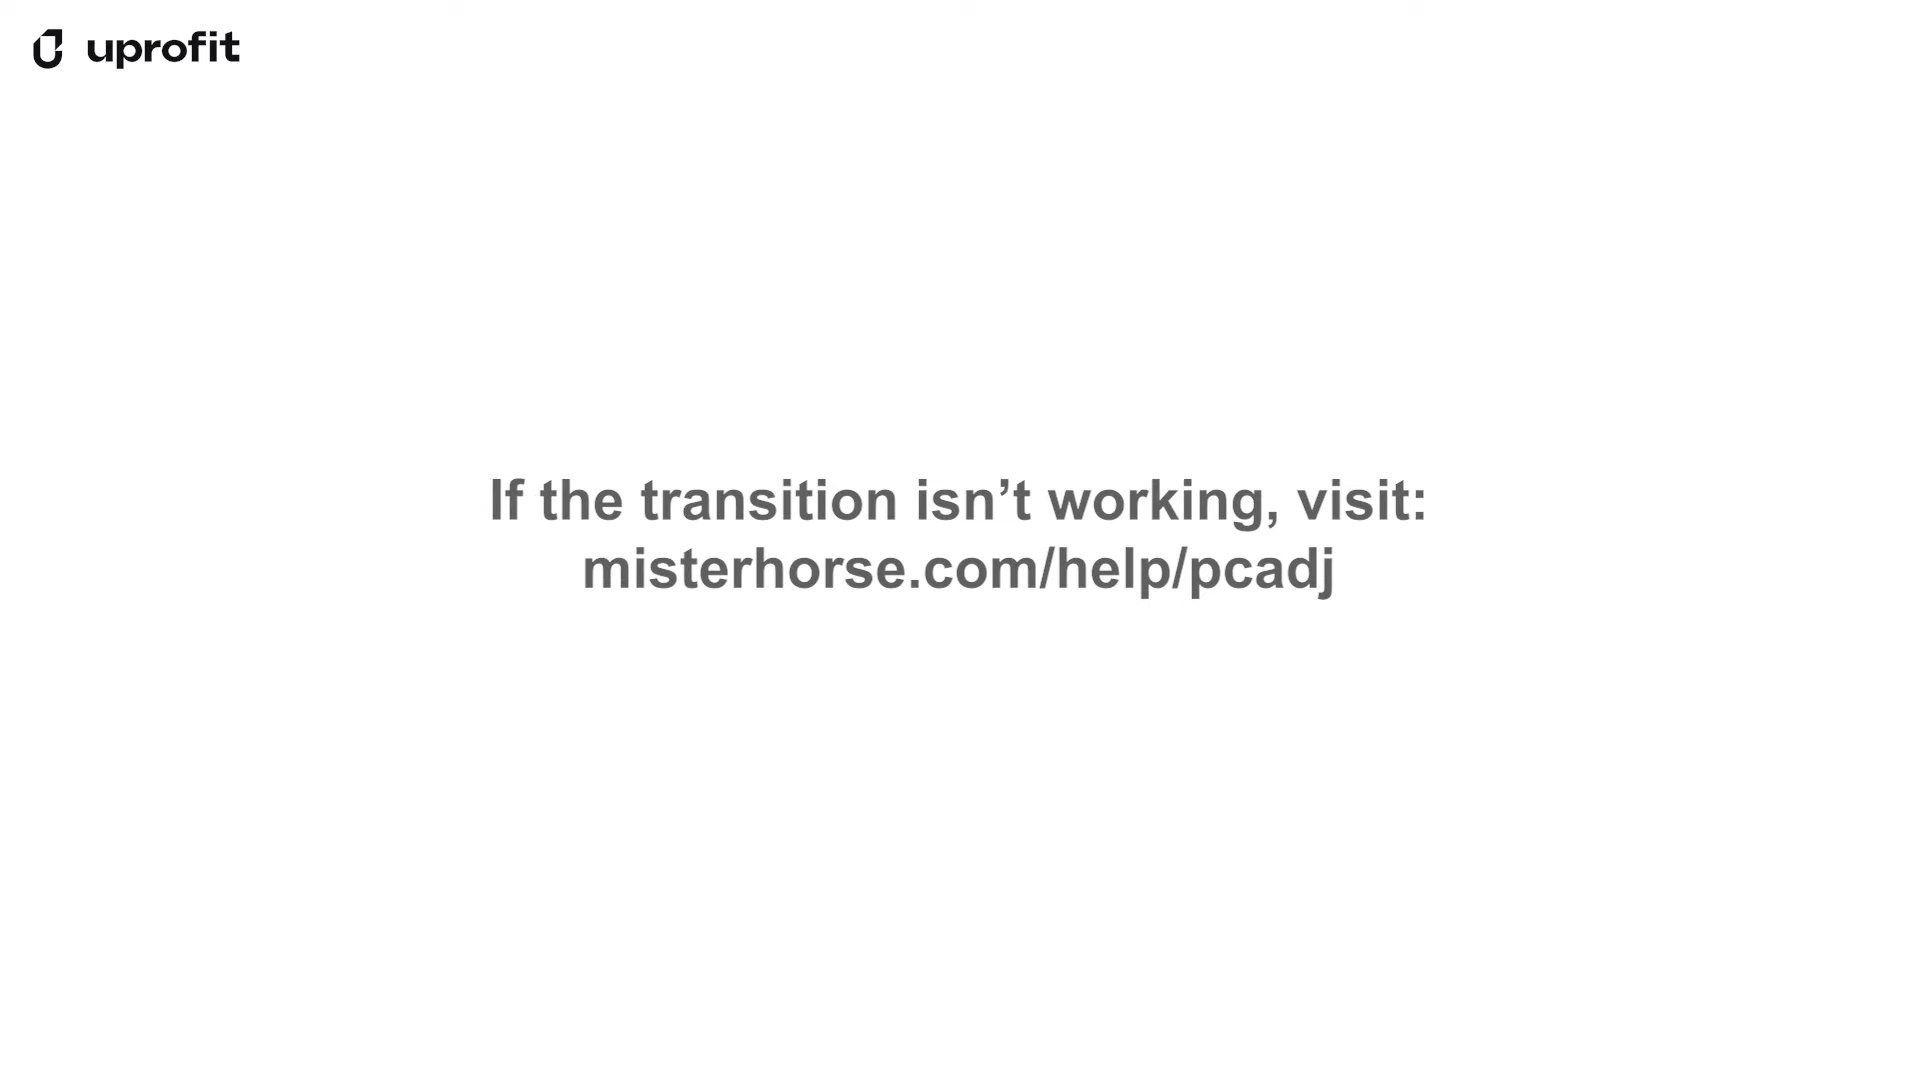 uprofit
If the transition isn’t working, visit:
misterhorse.com/help/pcadj